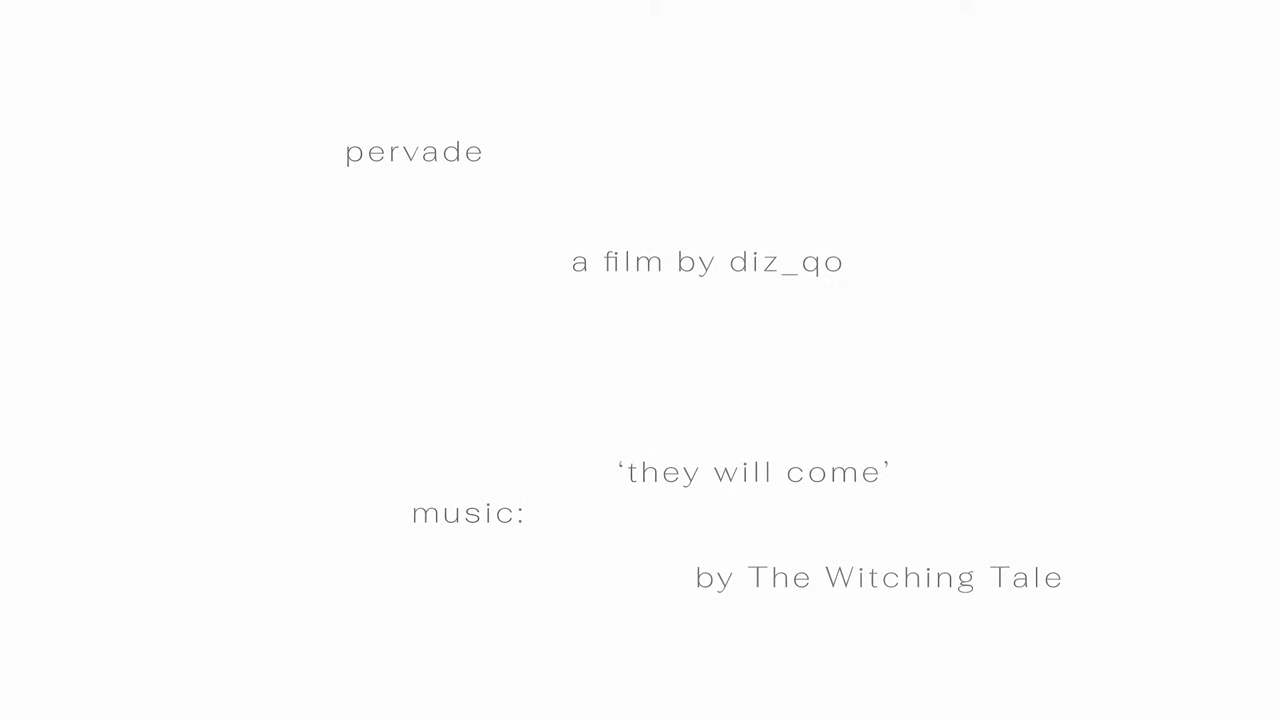 pervade
a film by diz_qo
‘they will come’
music:
by The Witching Tale